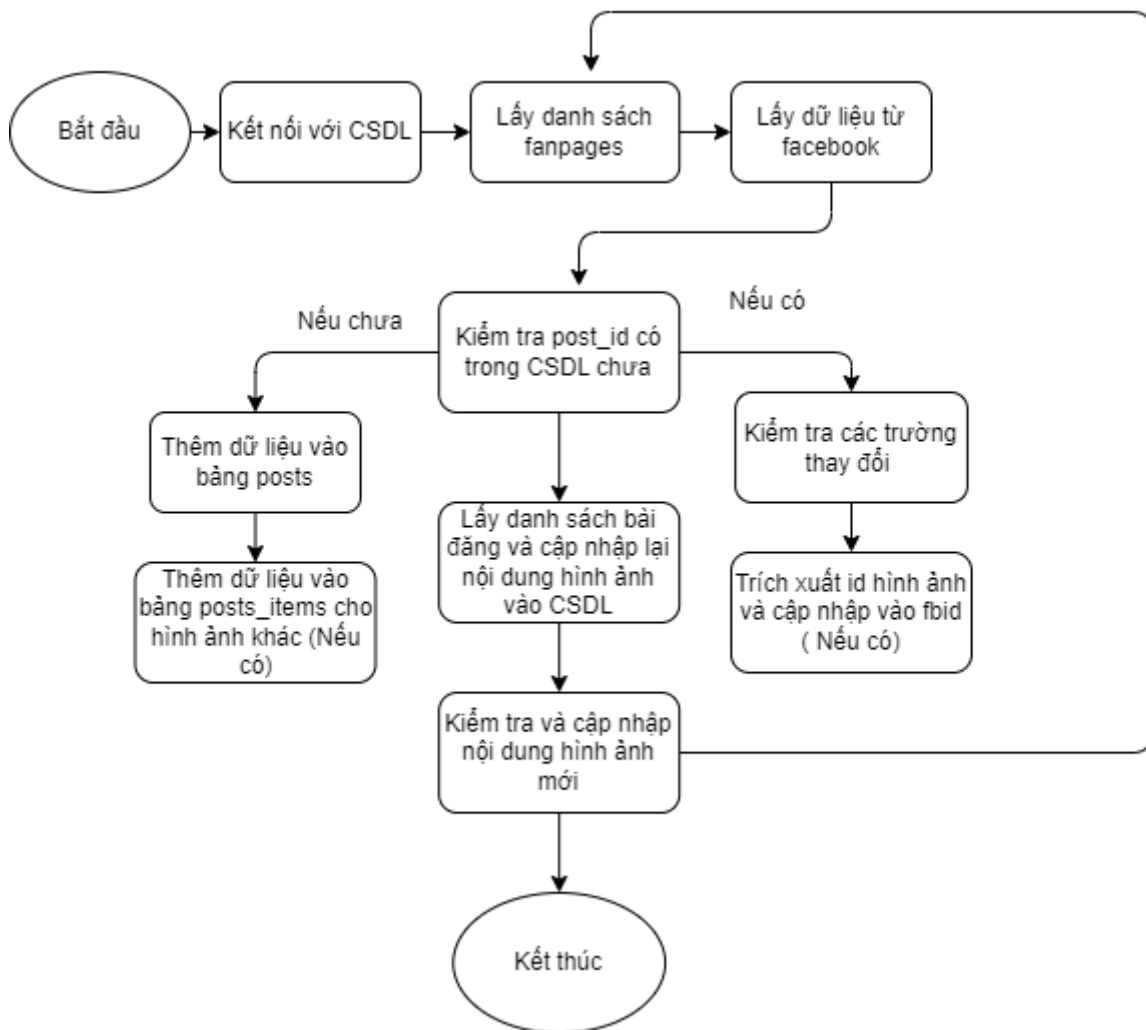 Bắt đầu
Kết nối với CSDL
Lấy danh sách
fanpages
Lấy dữ liệu từ
facebook
Nếu chưa
Nếu có
Kiểm tra post_id có
trong CSDL chưa
Thêm dữ liệu vào
bảng posts
Kiểm tra các trường
thay đổi
Lấy danh sách bài
đăng và cập nhập lại
nội dung hình ảnh
vào CSDL
Thêm dữ liệu vào
bảng posts_items cho
hình ảnh khác (Nếu
có)
Trích xuất id hình ảnh
và cập nhập vào fbid
( Nếu có)
Kiểm tra và cập nhập
nội dung hình ảnh
mới
Kết thúc